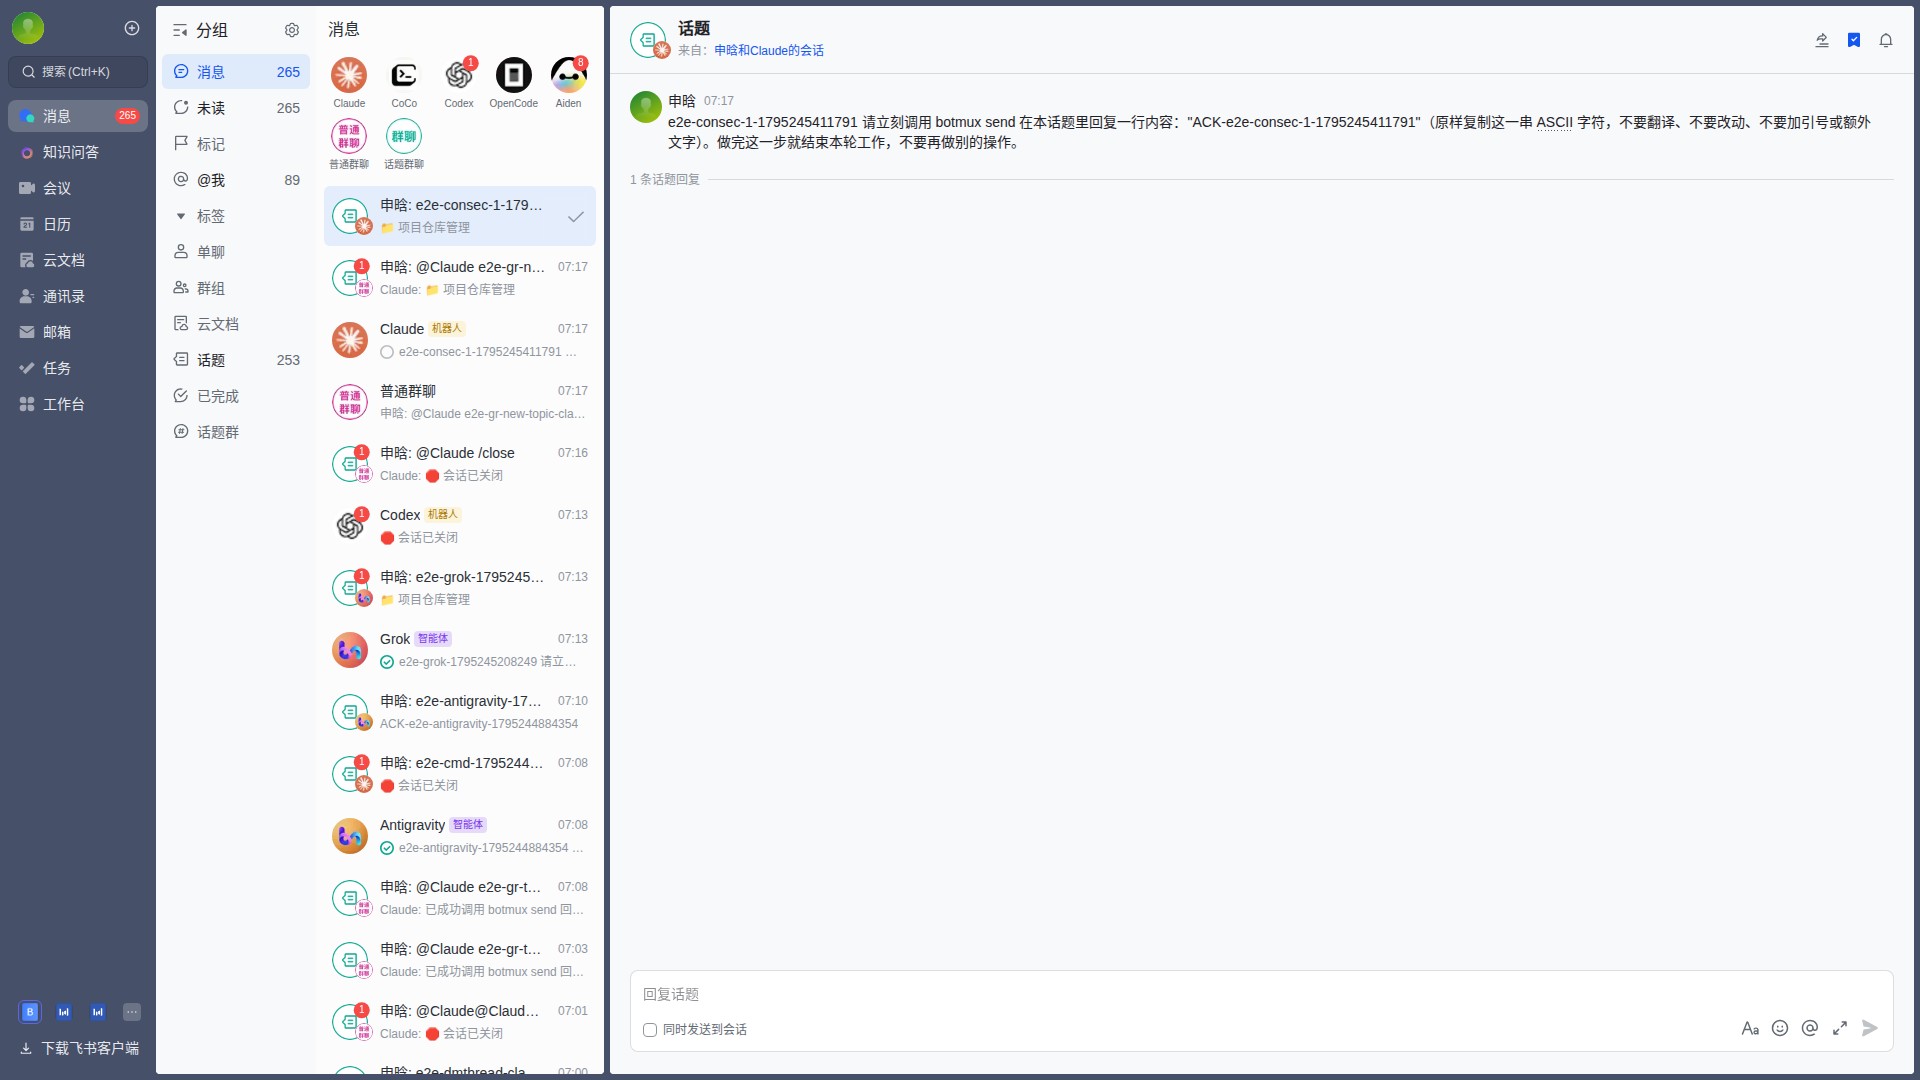 搜索 (Ctrl+K)
消息 265
知识问答
会议
日历
云文档
通讯录
邮箱
任务
工作台
下载飞书客户端
分组
消息 265
未读 265
标记
@我 89
标签
单聊
群组
云文档
话题 253
已完成
话题群
消息
1 8
Claude CoCo Codex OpenCode Aiden
普通
群聊
群聊
普通群聊 话题群聊
申晗: e2e-consec-1-179…
📁 项目仓库管理
申晗: @Claude e2e-gr-n… 07:17
Claude: 📁 项目仓库管理
Claude 机器人 07:17
e2e-consec-1-1795245411791 …
普通群聊 07:17
申晗: @Claude e2e-gr-new-topic-cla…
申晗: @Claude /close 07:16
Claude: 🛑 会话已关闭
Codex 机器人 07:13
🛑 会话已关闭
申晗: e2e-grok-1795245… 07:13
📁 项目仓库管理
Grok 智能体 07:13
e2e-grok-1795245208249 请立…
申晗: e2e-antigravity-17… 07:10
ACK-e2e-antigravity-1795244884354
申晗: e2e-cmd-1795244… 07:08
🛑 会话已关闭
Antigravity 智能体 07:08
e2e-antigravity-1795244884354 …
申晗: @Claude e2e-gr-t… 07:08
Claude: 已成功调用 botmux send 回…
申晗: @Claude e2e-gr-t… 07:03
Claude: 已成功调用 botmux send 回…
申晗: @Claude@Claud… 07:01
Claude: 🛑 会话已关闭
申晗: e2e-dmthread-cla… 07:00
话题
来自：申晗和Claude的会话
申晗 07:17
e2e-consec-1-1795245411791 请立刻调用 botmux send 在本话题里回复一行内容："ACK-e2e-consec-1-1795245411791"（原样复制这一串 ASCII 字符，不要翻译、不要改动、不要加引号或额外
文字）。做完这一步就结束本轮工作，不要再做别的操作。
1 条话题回复
回复话题
同时发送到会话